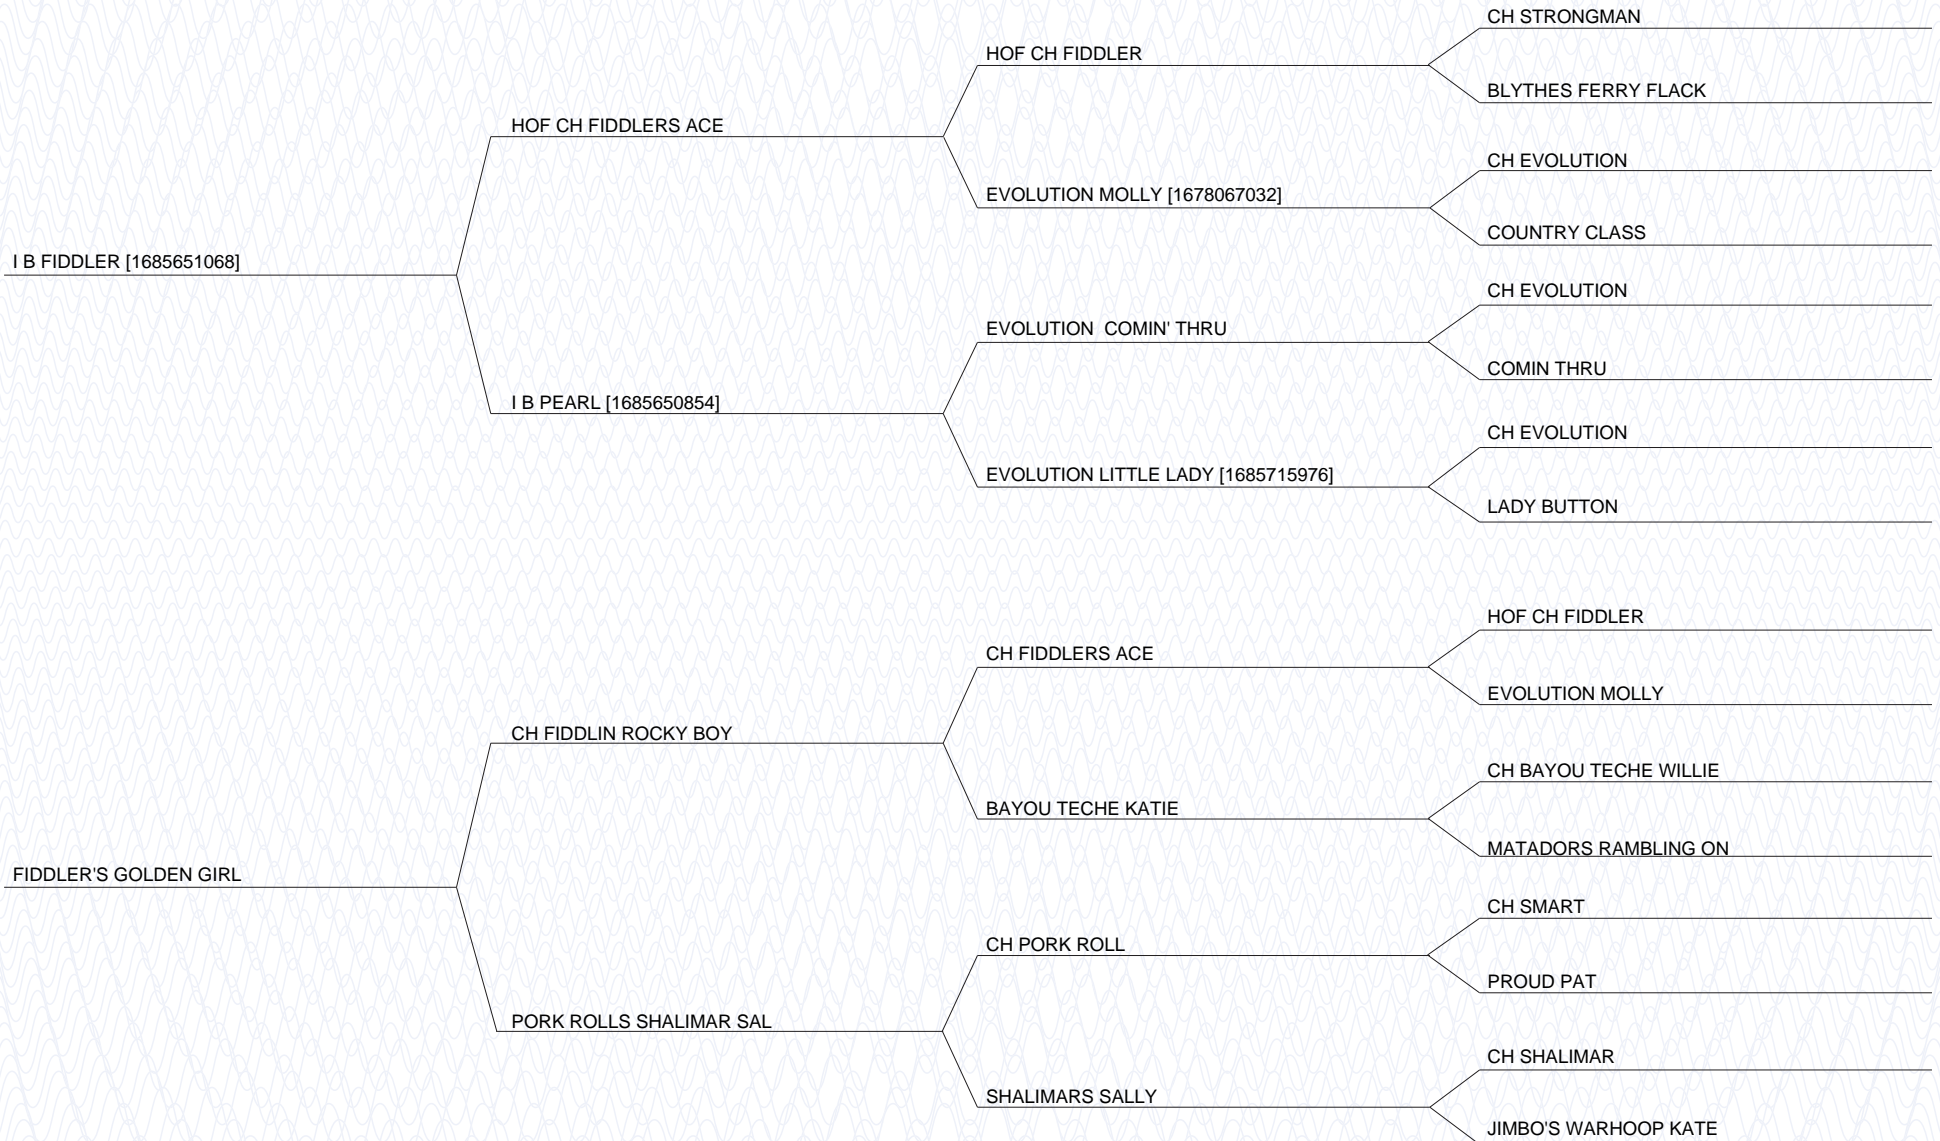 CH STRONGMAN
HOF CH FIDDLER
BLYTHES FERRY FLACK
HOF CH FIDDLERS ACE
CH EVOLUTION
EVOLUTION MOLLY [1678067032]
COUNTRY CLASS
I B FIDDLER [1685651068]
CH EVOLUTION
EVOLUTION  COMIN' THRU
COMIN THRU
I B PEARL [1685650854]
CH EVOLUTION
EVOLUTION LITTLE LADY [1685715976]
LADY BUTTON
HOF CH FIDDLER
CH FIDDLERS ACE
EVOLUTION MOLLY
CH FIDDLIN ROCKY BOY
CH BAYOU TECHE WILLIE
BAYOU TECHE KATIE
MATADORS RAMBLING ON
FIDDLER'S GOLDEN GIRL
CH SMART
CH PORK ROLL
PROUD PAT
PORK ROLLS SHALIMAR SAL
CH SHALIMAR
SHALIMARS SALLY
JIMBO'S WARHOOP KATE